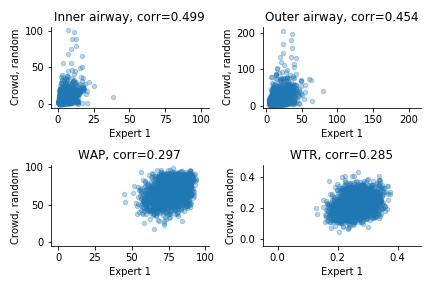 Inner airway, corr=0.499
Outer airway, corr=0.454
Crowd, random
100
50
0
0
25
50
75
100
Expert 1
Crowd, random
200
100
0
0
50
100
150
200
Expert 1
WAP, corr=0.297
WTR, corr=0.285
Crowd, random
100
50
0
0
25
50
75
100
Expert 1
Crowd, random
0.4
0.2
0.0
0.0
0.2
0.4
Expert 1